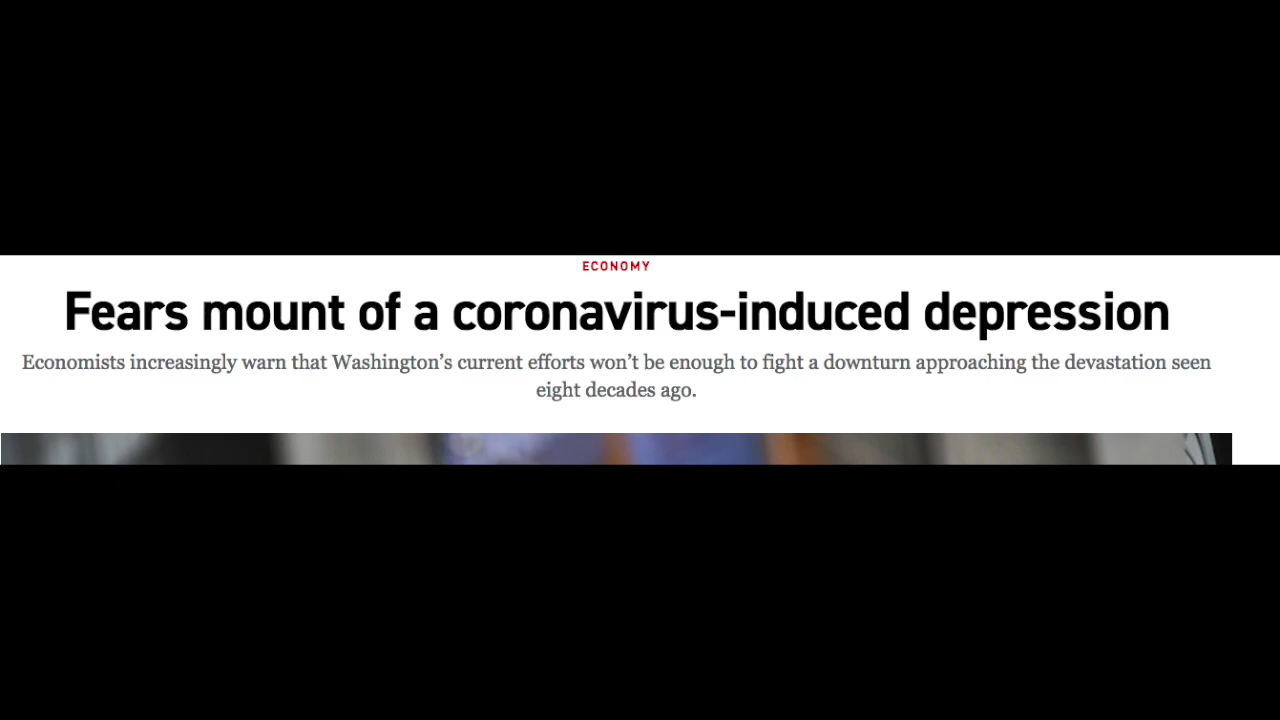 ECONOMY
Fears mount of a coronavirus-induced depression
Economists increasingly warn that Washington’s current efforts won’t be enough to fight a downturn approaching the devastation seen
eight decades ago.